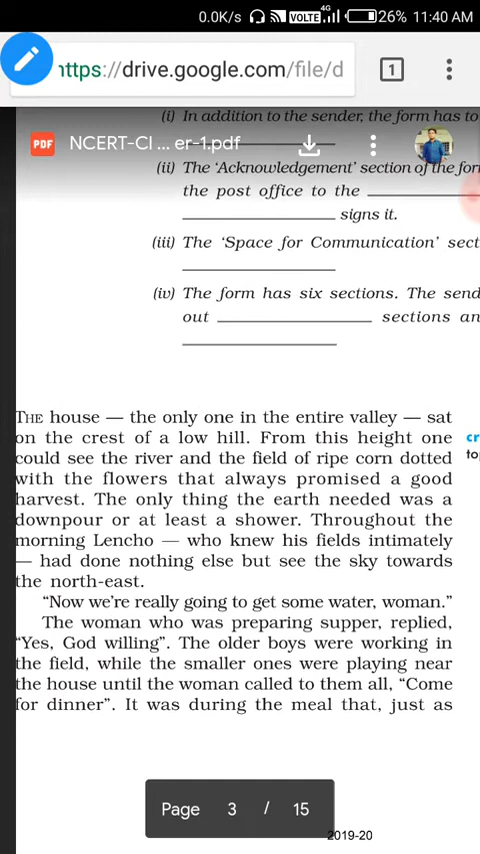 0.0K/s 4G VOLTE 26% 11:40 AM
https://drive.google.com/file/d
1
(i) In addition to the sender, the form has to
PDF NCERT-Cl ... er-1.pdf
(ii) The ‘Acknowledgement’ section of the for
the post office to the
signs it.
(iii) The ‘Space for Communication’ sect
(iv) The form has six sections. The send
out sections an
THE house — the only one in the entire valley — sat
on the crest of a low hill. From this height one
could see the river and the field of ripe corn dotted
with the flowers that always promised a good
harvest. The only thing the earth needed was a
downpour or at least a shower. Throughout the
morning Lencho — who knew his fields intimately
— had done nothing else but see the sky towards
the north-east.
“Now we’re really going to get some water, woman.”
The woman who was preparing supper, replied,
“Yes, God willing”. The older boys were working in
the field, while the smaller ones were playing near
the house until the woman called to them all, “Come
for dinner”. It was during the meal that, just as
cr
to
Page 3 / 15
2019-20